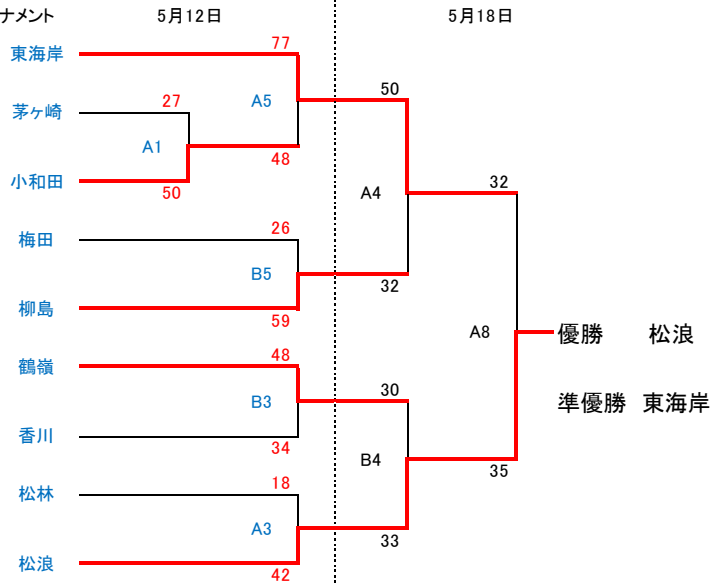 ナメント 5月12日 5月18日
77
東海岸
50
A5
27
茅ヶ崎
A1
48
小和田
50
32
A4
26
梅田
B5
32
柳島
59
A8
優勝 松浪
48
鶴嶺
30
B3
準優勝 東海岸
香川
34
B4
35
18
松林
A3
33
松浪
42